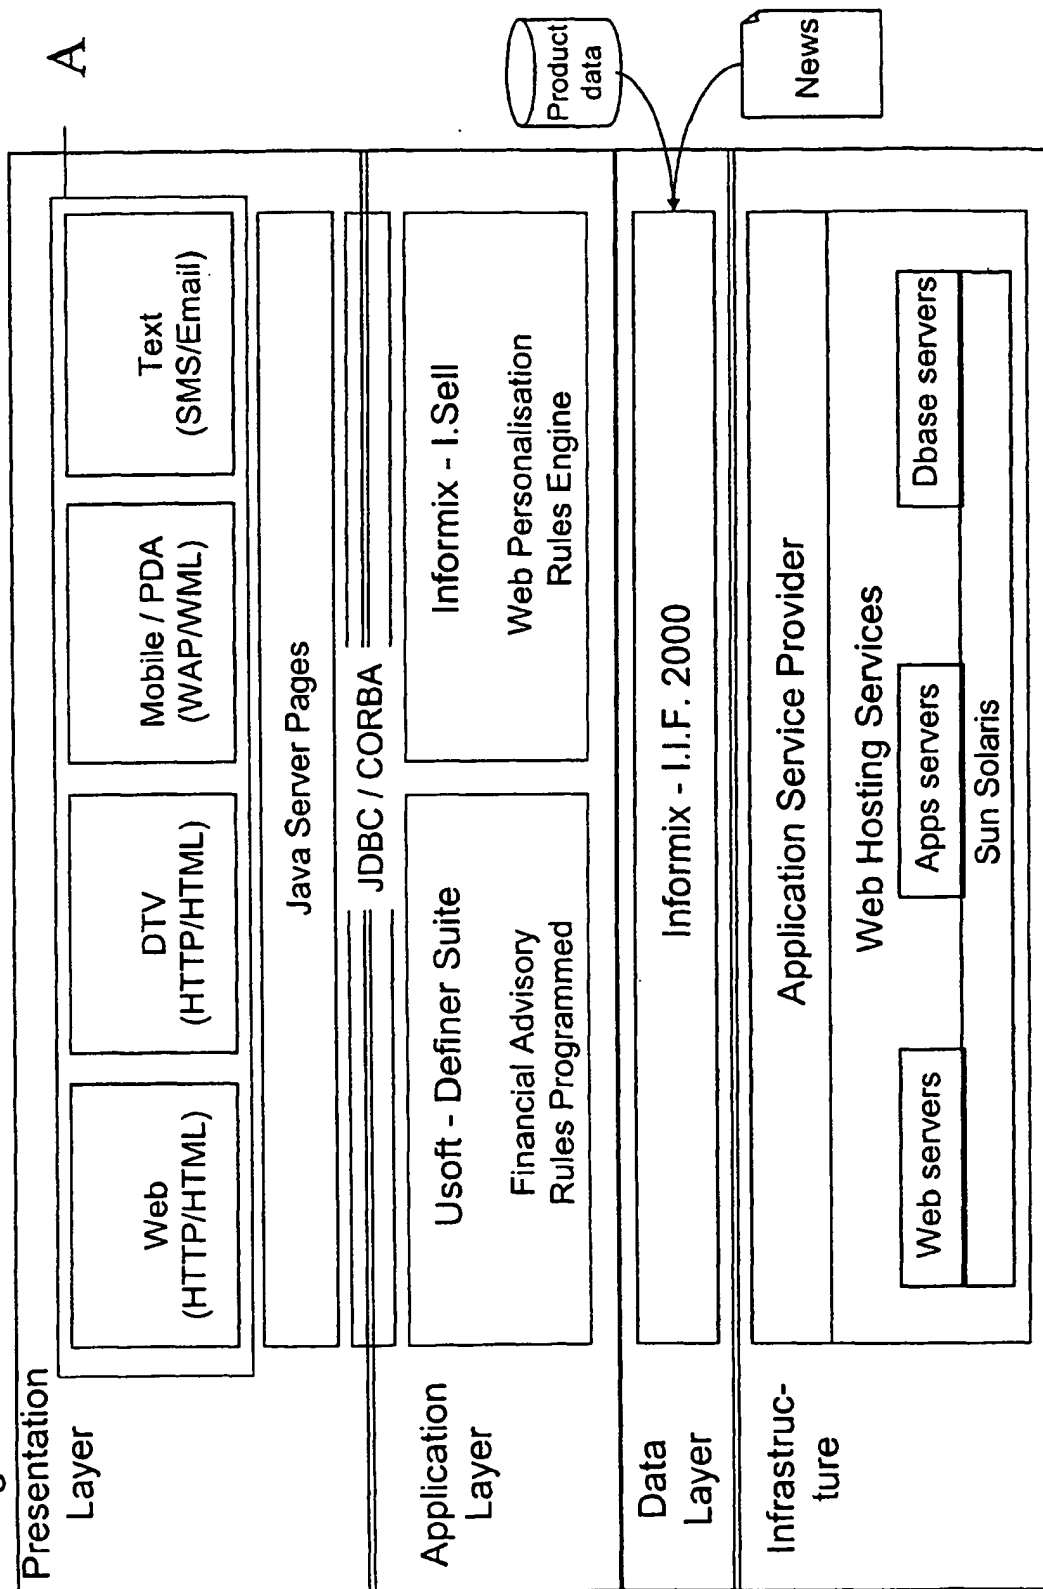 Presentation
Layer
Web
(HTTP/HTML)
DTV
(HTTP/HTML)
Mobile / PDA
(WAP/WML)
Text
(SMS/Email)
A
Java Server Pages
JDBC / CORBA
Application
Layer
Usoft - Definer Suite
Financial Advisory
Rules Programmed
Informix - I.Sell
Web Personalisation
Rules Engine
Data
Layer
Informix - I.I.F. 2000
Product
data
News
Infrastruc-
ture
Application Service Provider
Web Hosting Services
Web servers
Apps servers
Dbase servers
Sun Solaris